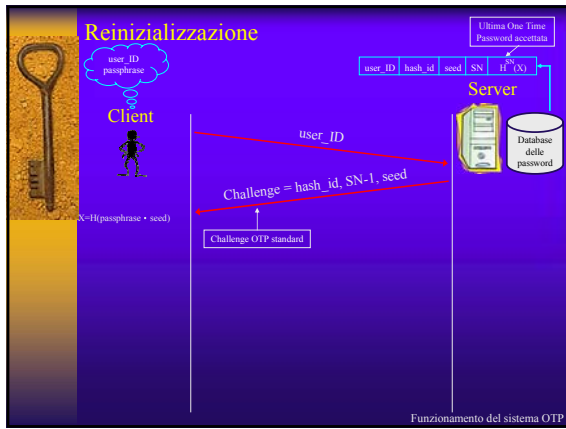 Reinizializzazione
Ultima One Time
Password accettata
user_ID
passphrase
user_ID hash_id seed SN H^SN(X)
Server
Client
Database
delle
password
user_ID
Challenge = hash_id, SN-1, seed
X=H(passphrase • seed)
Challenge OTP standard
Funzionamento del sistema OTP